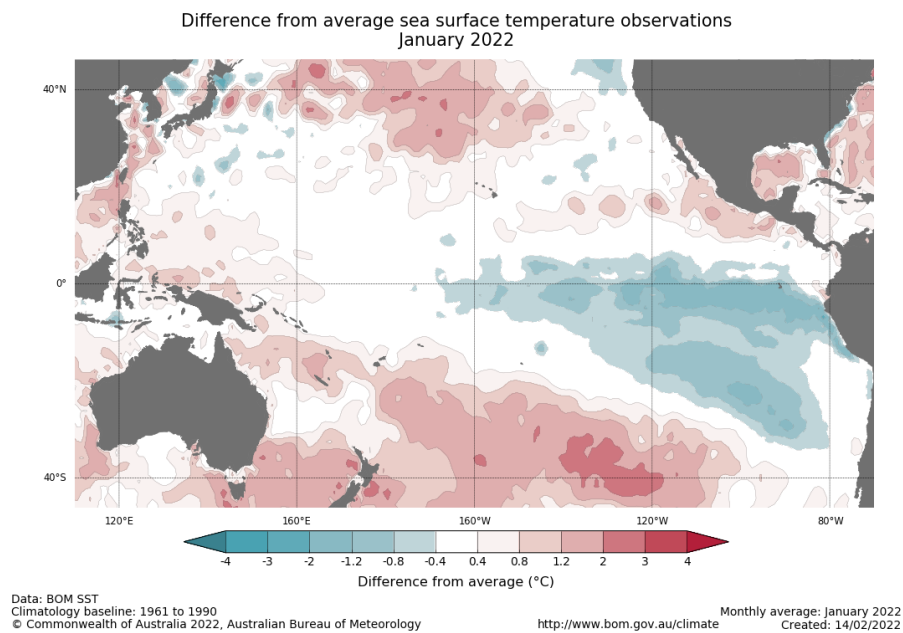 Difference from average sea surface temperature observations
January 2022
40°N
0°
40°S
120°E 160°E 160°W 120°W 80°W
-4 -3 -2 -1.2 -0.8 -0.4 0.4 0.8 1.2 2 3 4
Difference from average (°C)
Data: BOM SST
Climatology baseline: 1961 to 1990
© Commonwealth of Australia 2022, Australian Bureau of Meteorology
http://www.bom.gov.au/climate
Monthly average: January 2022
Created: 14/02/2022